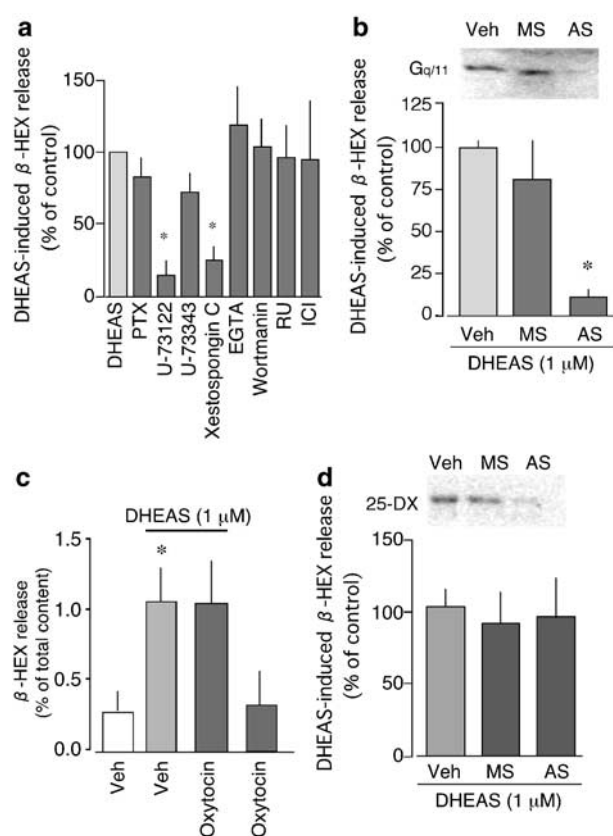 a
DHEAS-induced β-HEX release
(% of control)
150
100
50
0
DHEAS
PTX
U-73122
U-73343
Xestospongin C
EGTA
Wortmanin
RU
ICI
*
*
b
Veh MS AS
Gq/11
DHEAS-induced β-HEX release
(% of control)
125
100
75
50
25
0
*
Veh MS AS
DHEAS (1 μM)
c
DHEAS (1 μM)
β-HEX release
(% of total content)
1.5
1.0
0.5
0.0
*
Veh
Veh
Oxytocin
Oxytocin
d
Veh MS AS
25-DX
DHEAS-induced β-HEX release
(% of control)
150
100
50
0
Veh MS AS
DHEAS (1 μM)